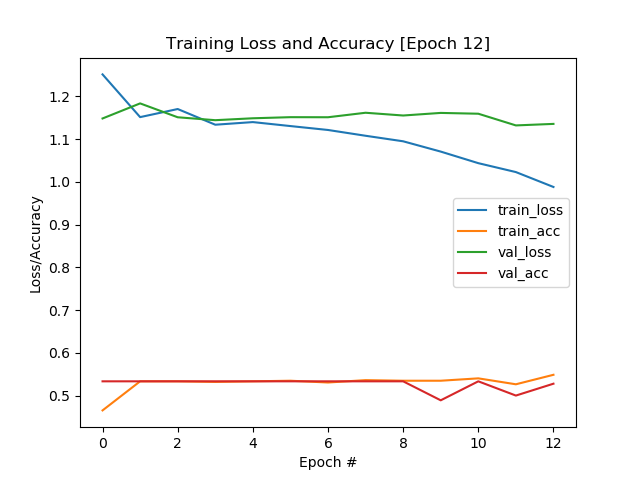 Training Loss and Accuracy [Epoch 12]
Loss/Accuracy
1.2
1.1
1.0
0.9
0.8
0.7
0.6
0.5
train_loss
train_acc
val_loss
val_acc
0 2 4 6 8 10 12
Epoch #